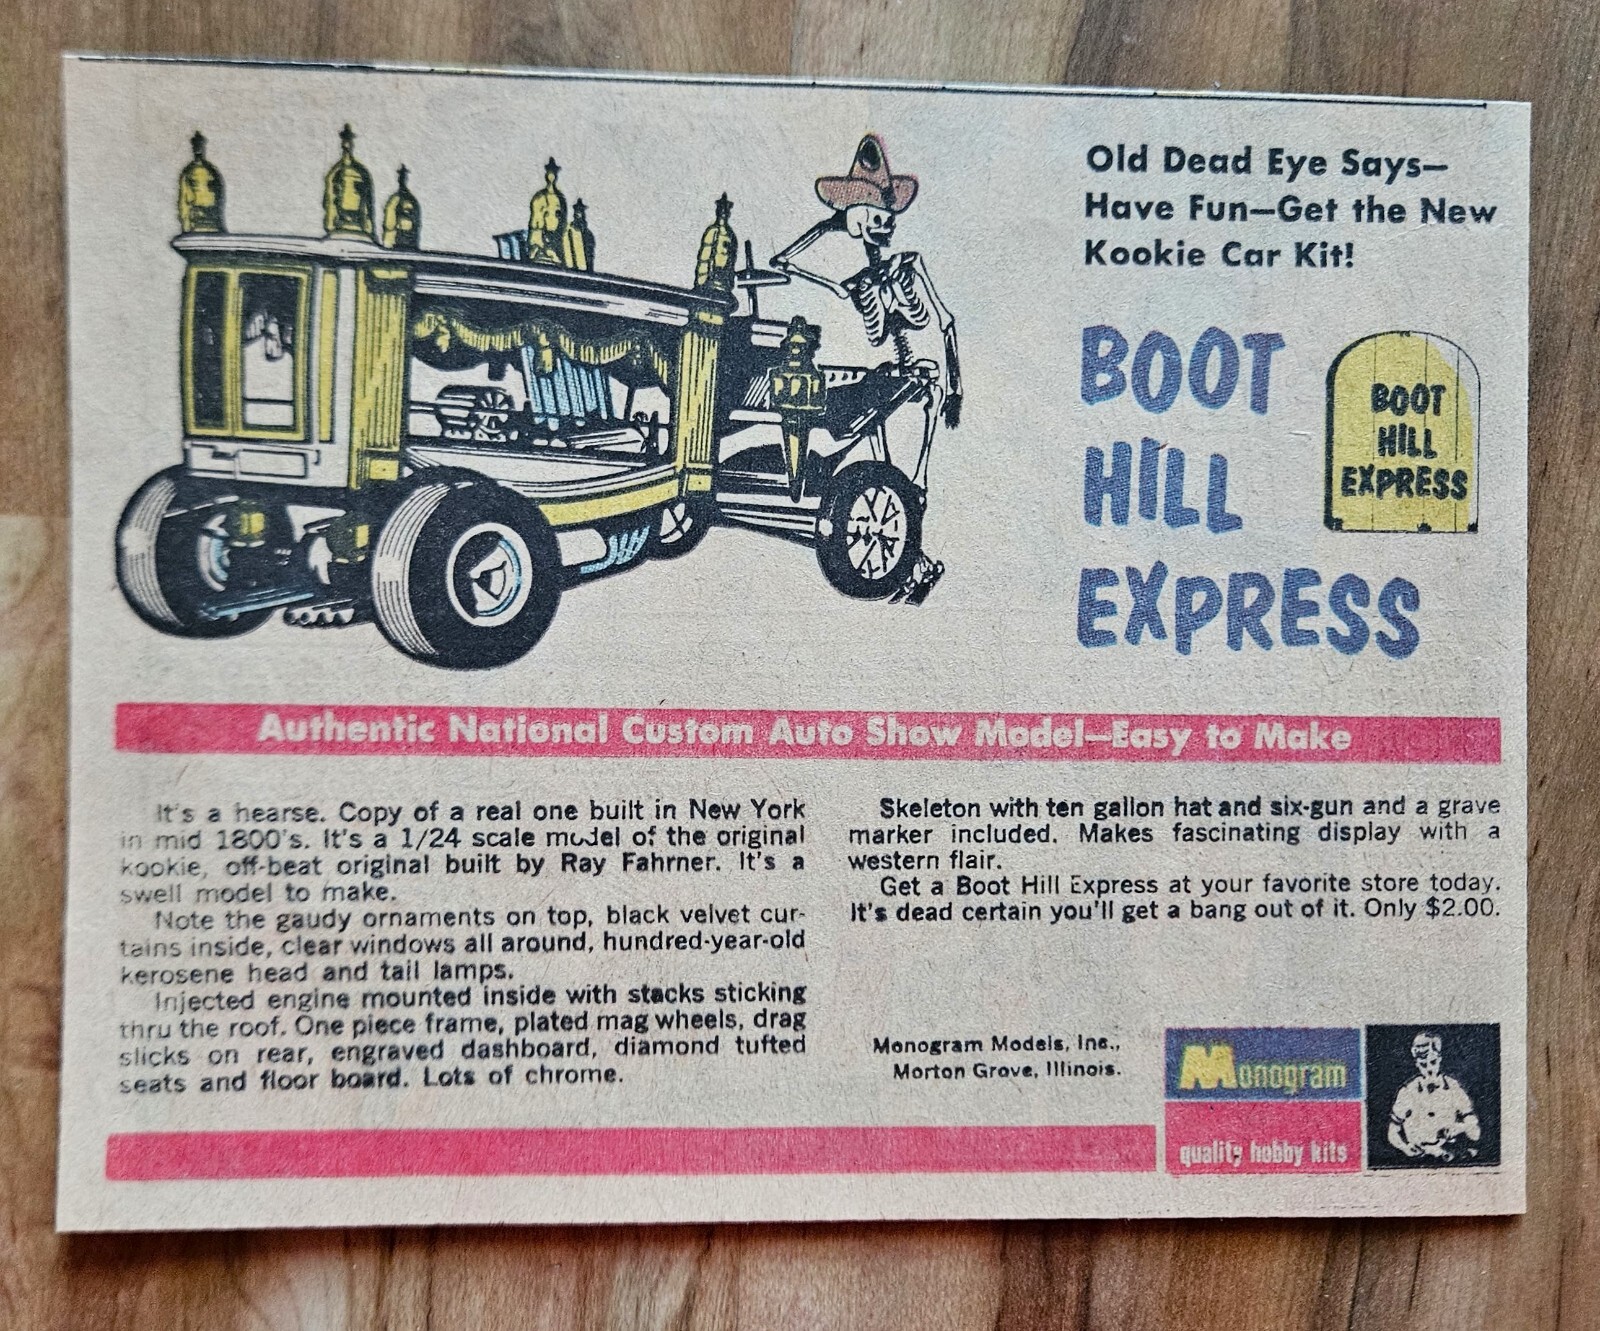 Old Dead Eye Says—
Have Fun—Get the New
Kookie Car Kit!
BOOT
HILL
EXPRESS
BOOT
HILL
EXPRESS
Authentic National Custom Auto Show Model—Easy to Make
It's a hearse. Copy of a real one built in New York
in mid 1800's. It's a 1/24 scale model of the original
kookie, off-beat original built by Ray Fahrner. It's a
swell model to make.
Note the gaudy ornaments on top, black velvet cur-
tains inside, clear windows all around, hundred-year-old
kerosene head and tail lamps.
Injected engine mounted inside with stacks sticking
thru the roof. One piece frame, plated mag wheels, drag
slicks on rear, engraved dashboard, diamond tufted
seats and floor board. Lots of chrome.
Skeleton with ten gallon hat and six-gun and a grave
marker included. Makes fascinating display with a
western flair.
Get a Boot Hill Express at your favorite store today.
It's dead certain you'll get a bang out of it. Only $2.00.
Monogram Models, Inc.,
Morton Grove, Illinois.
Monogram
quality hobby kits